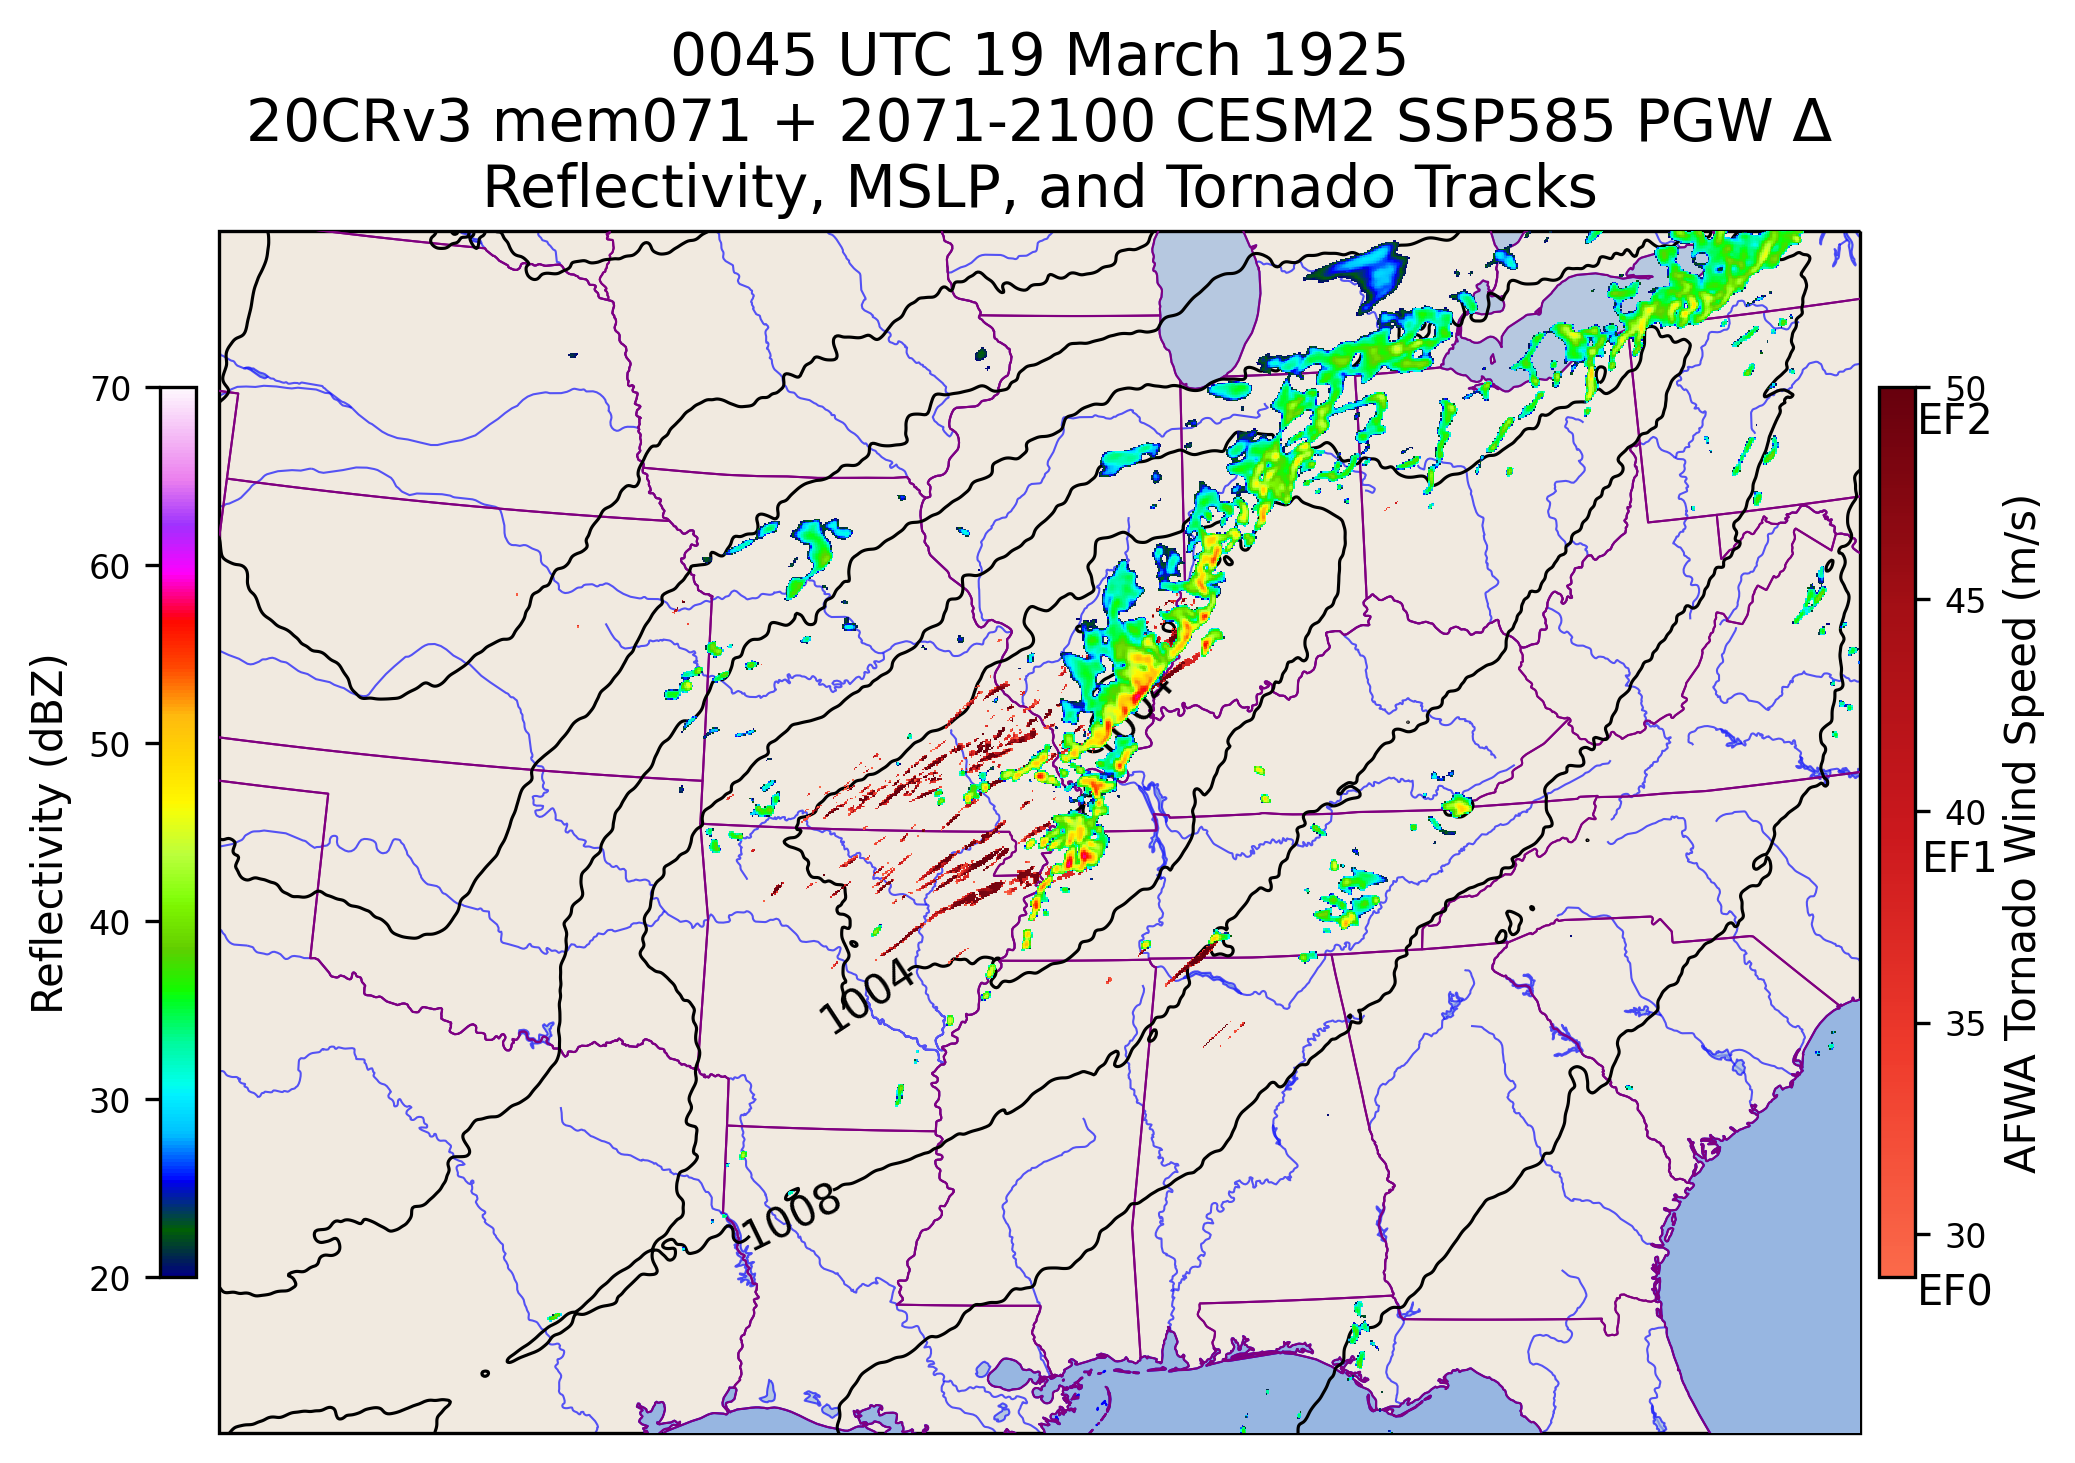 0045 UTC 19 March 1925
20CRv3 mem071 + 2071-2100 CESM2 SSP585 PGW Δ
Reflectivity, MSLP, and Tornado Tracks
70
60
50
40
30
20
Reflectivity (dBZ)
1004
1008
50
EF2
45
40
EF1
35
30
EF0
AFWA Tornado Wind Speed (m/s)